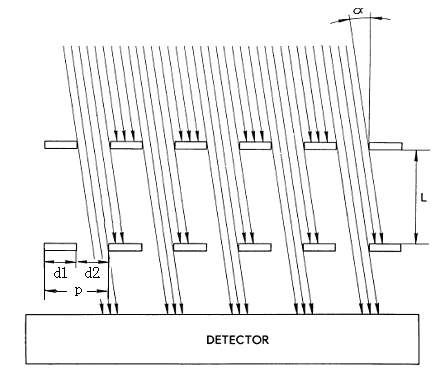 α
L
d1 d2
p
DETECTOR